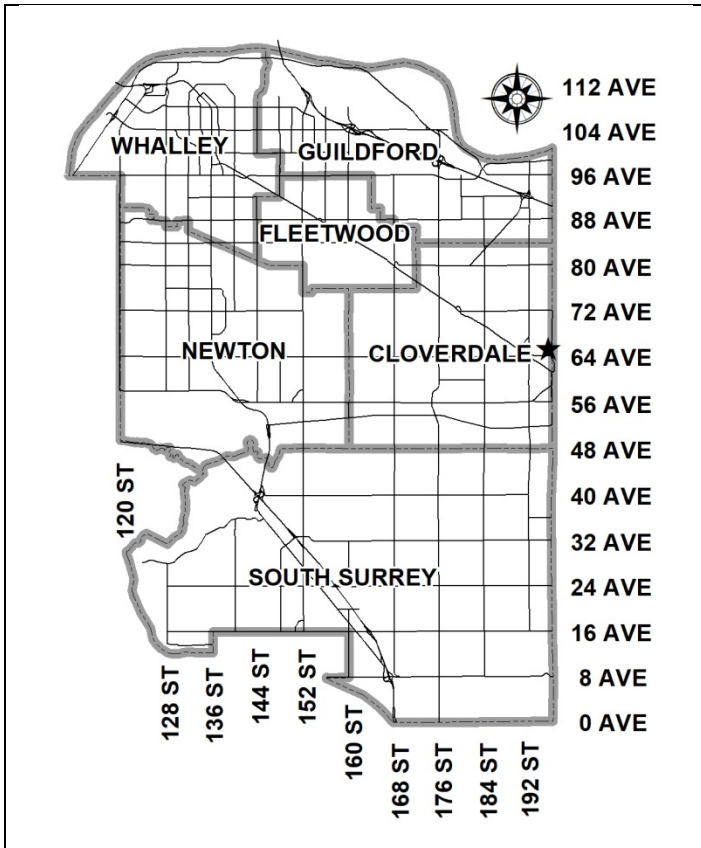 112 AVE
104 AVE
WHALLEY
GUILDFORD
96 AVE
88 AVE
FLEETWOOD
80 AVE
72 AVE
NEWTON
CLOVERDALE
64 AVE
56 AVE
48 AVE
120 ST
40 AVE
32 AVE
SOUTH SURREY
24 AVE
16 AVE
128 ST
136 ST
144 ST
152 ST
8 AVE
160 ST
0 AVE
168 ST
176 ST
184 ST
192 ST